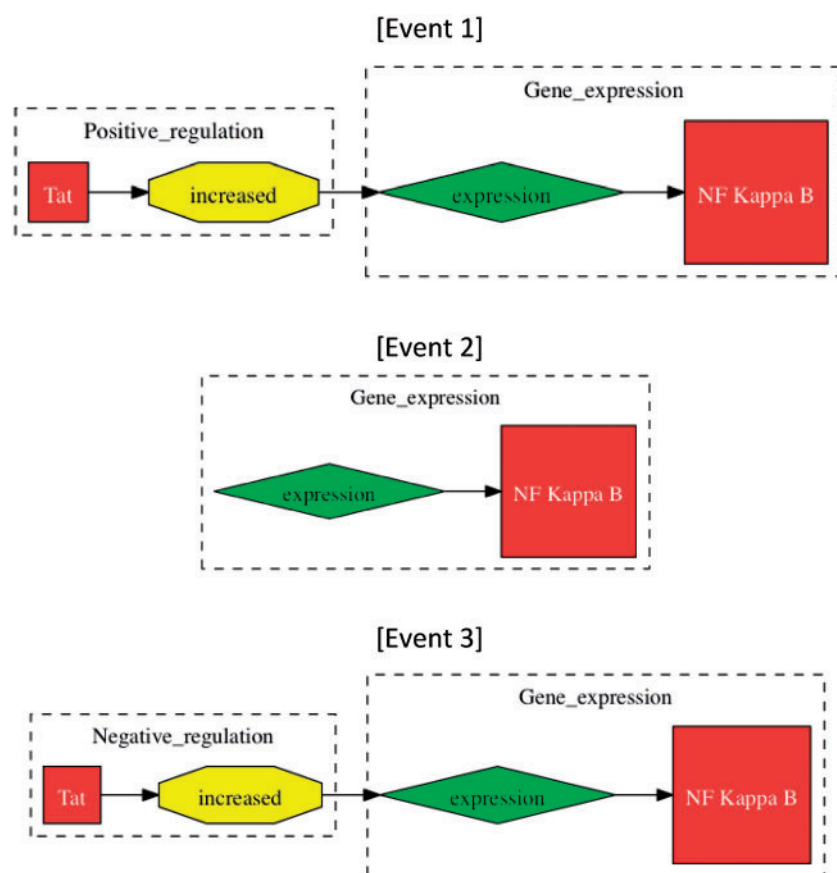 [Event 1]
Gene_expression
Positive_regulation
Tat
increased
expression
NF Kappa B
[Event 2]
Gene_expression
expression
NF Kappa B
[Event 3]
Gene_expression
Negative_regulation
Tat
increased
expression
NF Kappa B